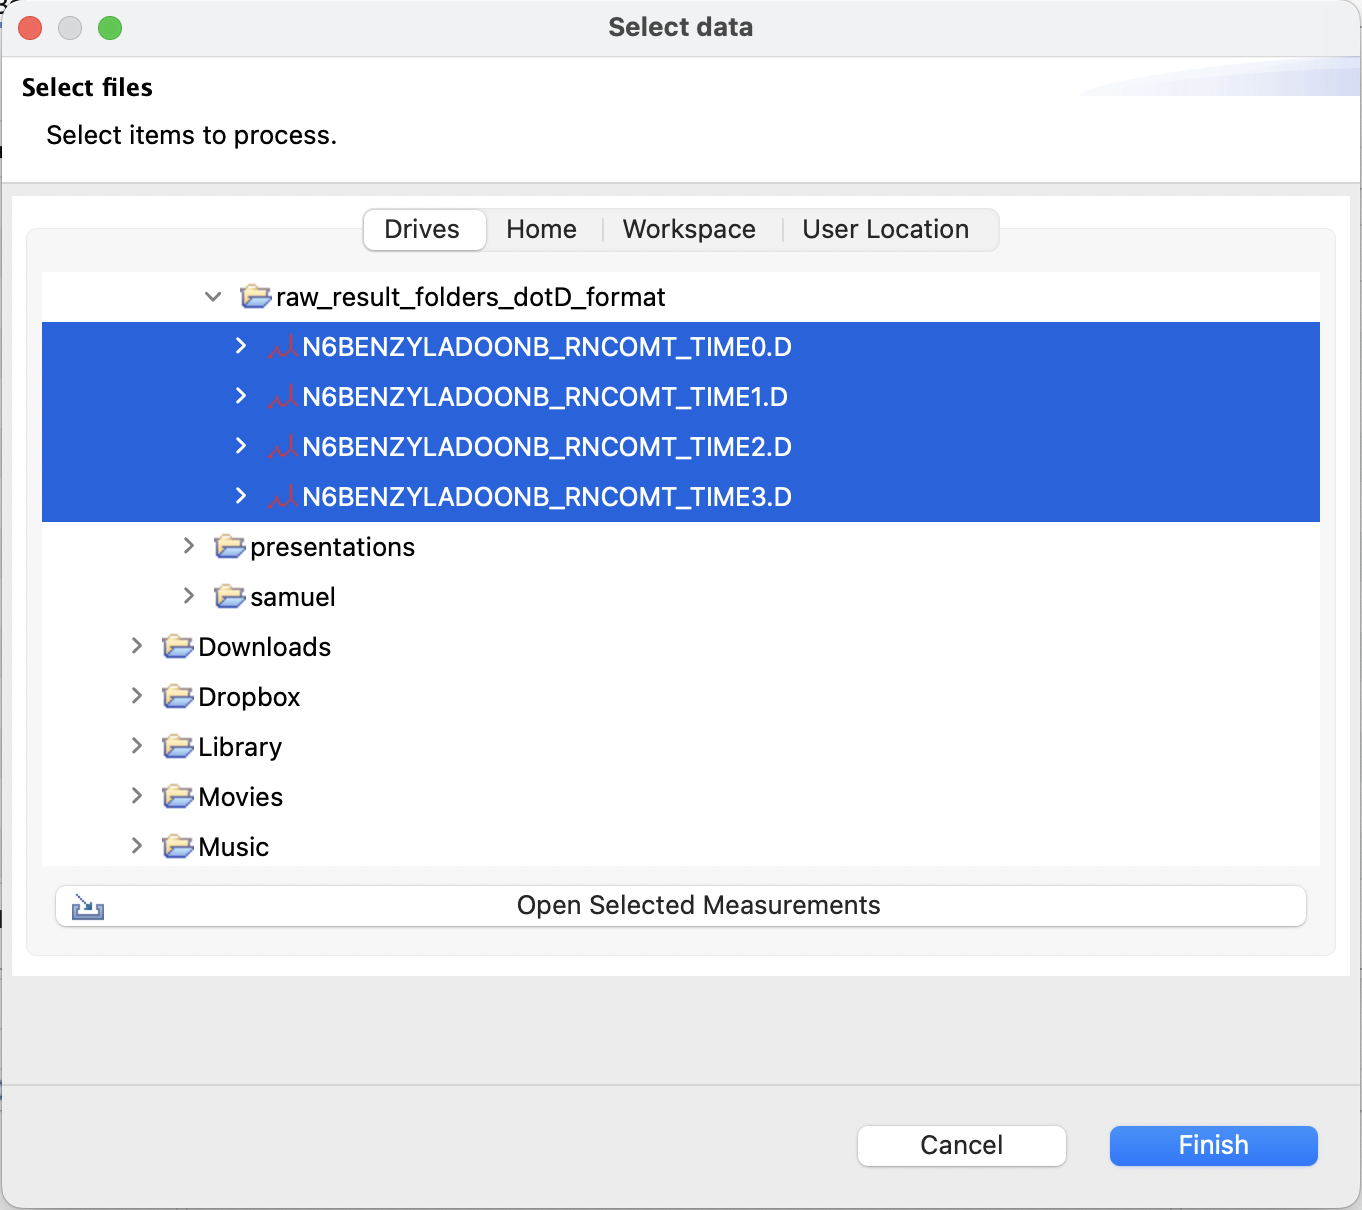 Select data
Select files
Select items to process.
Drives Home Workspace User Location
raw_result_folders_dotD_format
N6BENZYLADOONB_RNCOMT_TIME0.D
N6BENZYLADOONB_RNCOMT_TIME1.D
N6BENZYLADOONB_RNCOMT_TIME2.D
N6BENZYLADOONB_RNCOMT_TIME3.D
presentations
samuel
Downloads
Dropbox
Library
Movies
Music
Open Selected Measurements
Cancel Finish